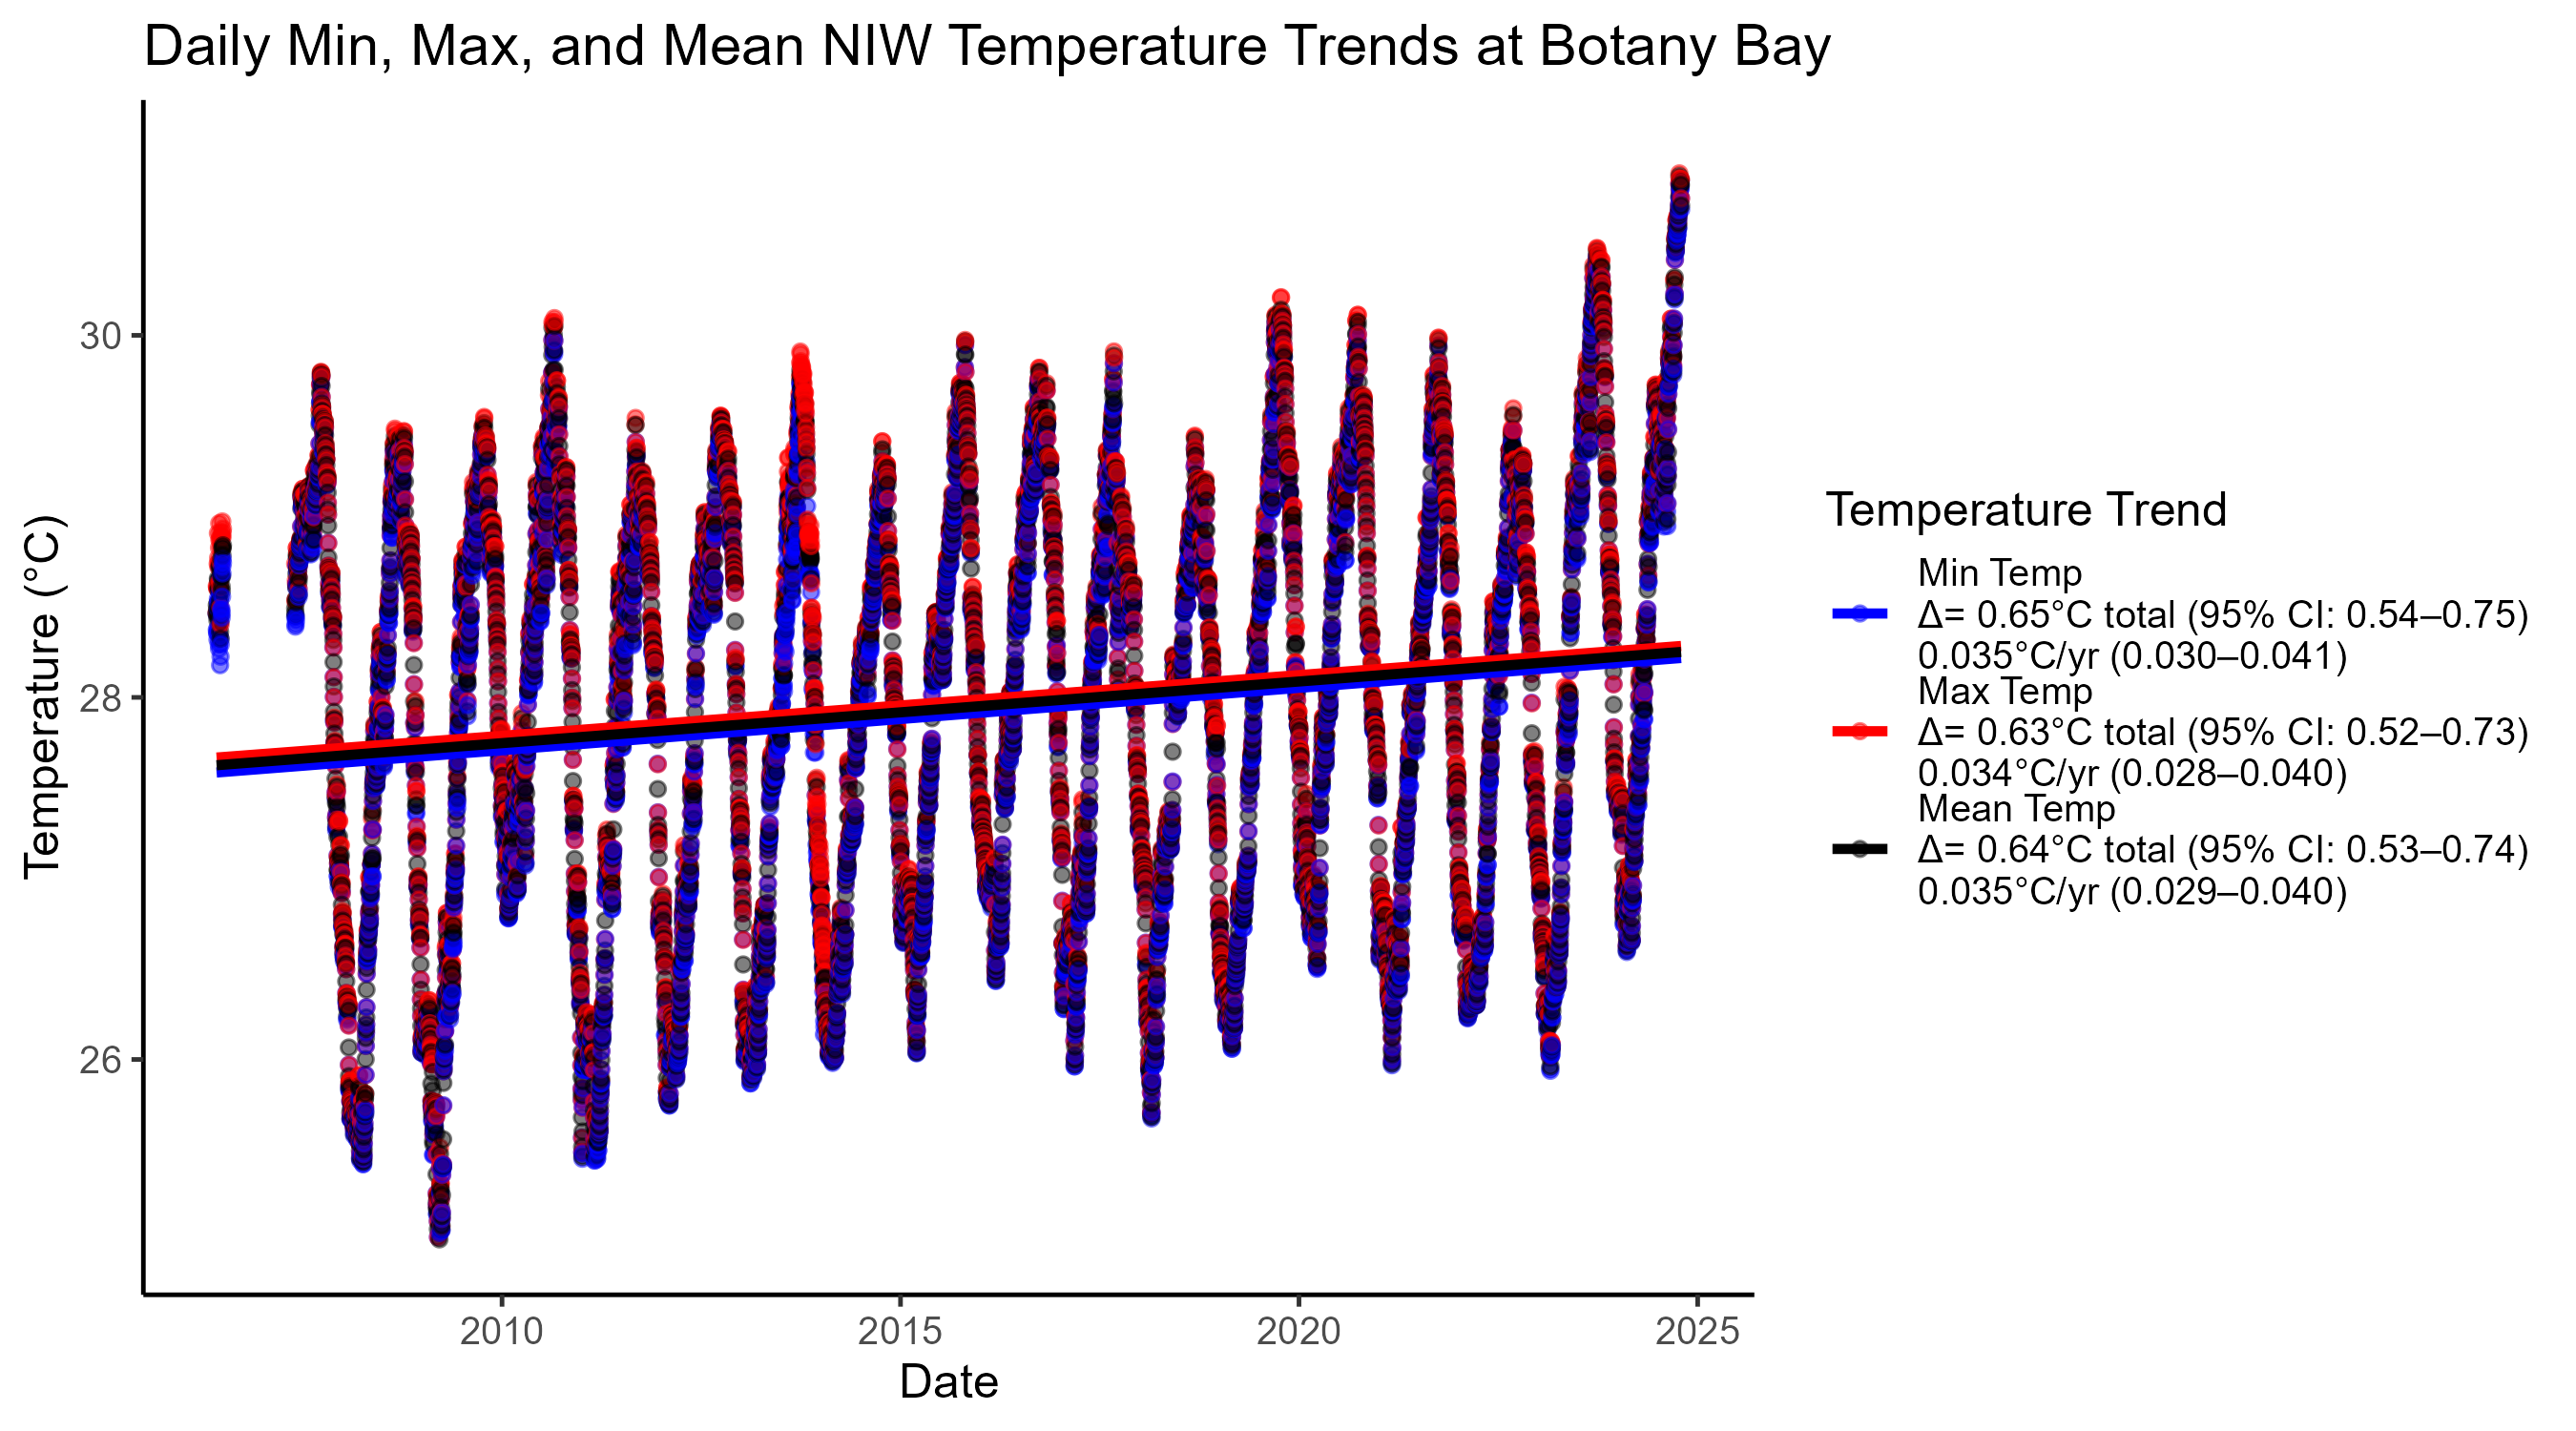 Daily Min, Max, and Mean NIW Temperature Trends at Botany Bay
Temperature (°C)
30
28
26
2010
2015
2020
2025
Date
Temperature Trend
Min Temp
Δ= 0.65°C total (95% CI: 0.54–0.75)
0.035°C/yr (0.030–0.041)
Max Temp
Δ= 0.63°C total (95% CI: 0.52–0.73)
0.034°C/yr (0.028–0.040)
Mean Temp
Δ= 0.64°C total (95% CI: 0.53–0.74)
0.035°C/yr (0.029–0.040)